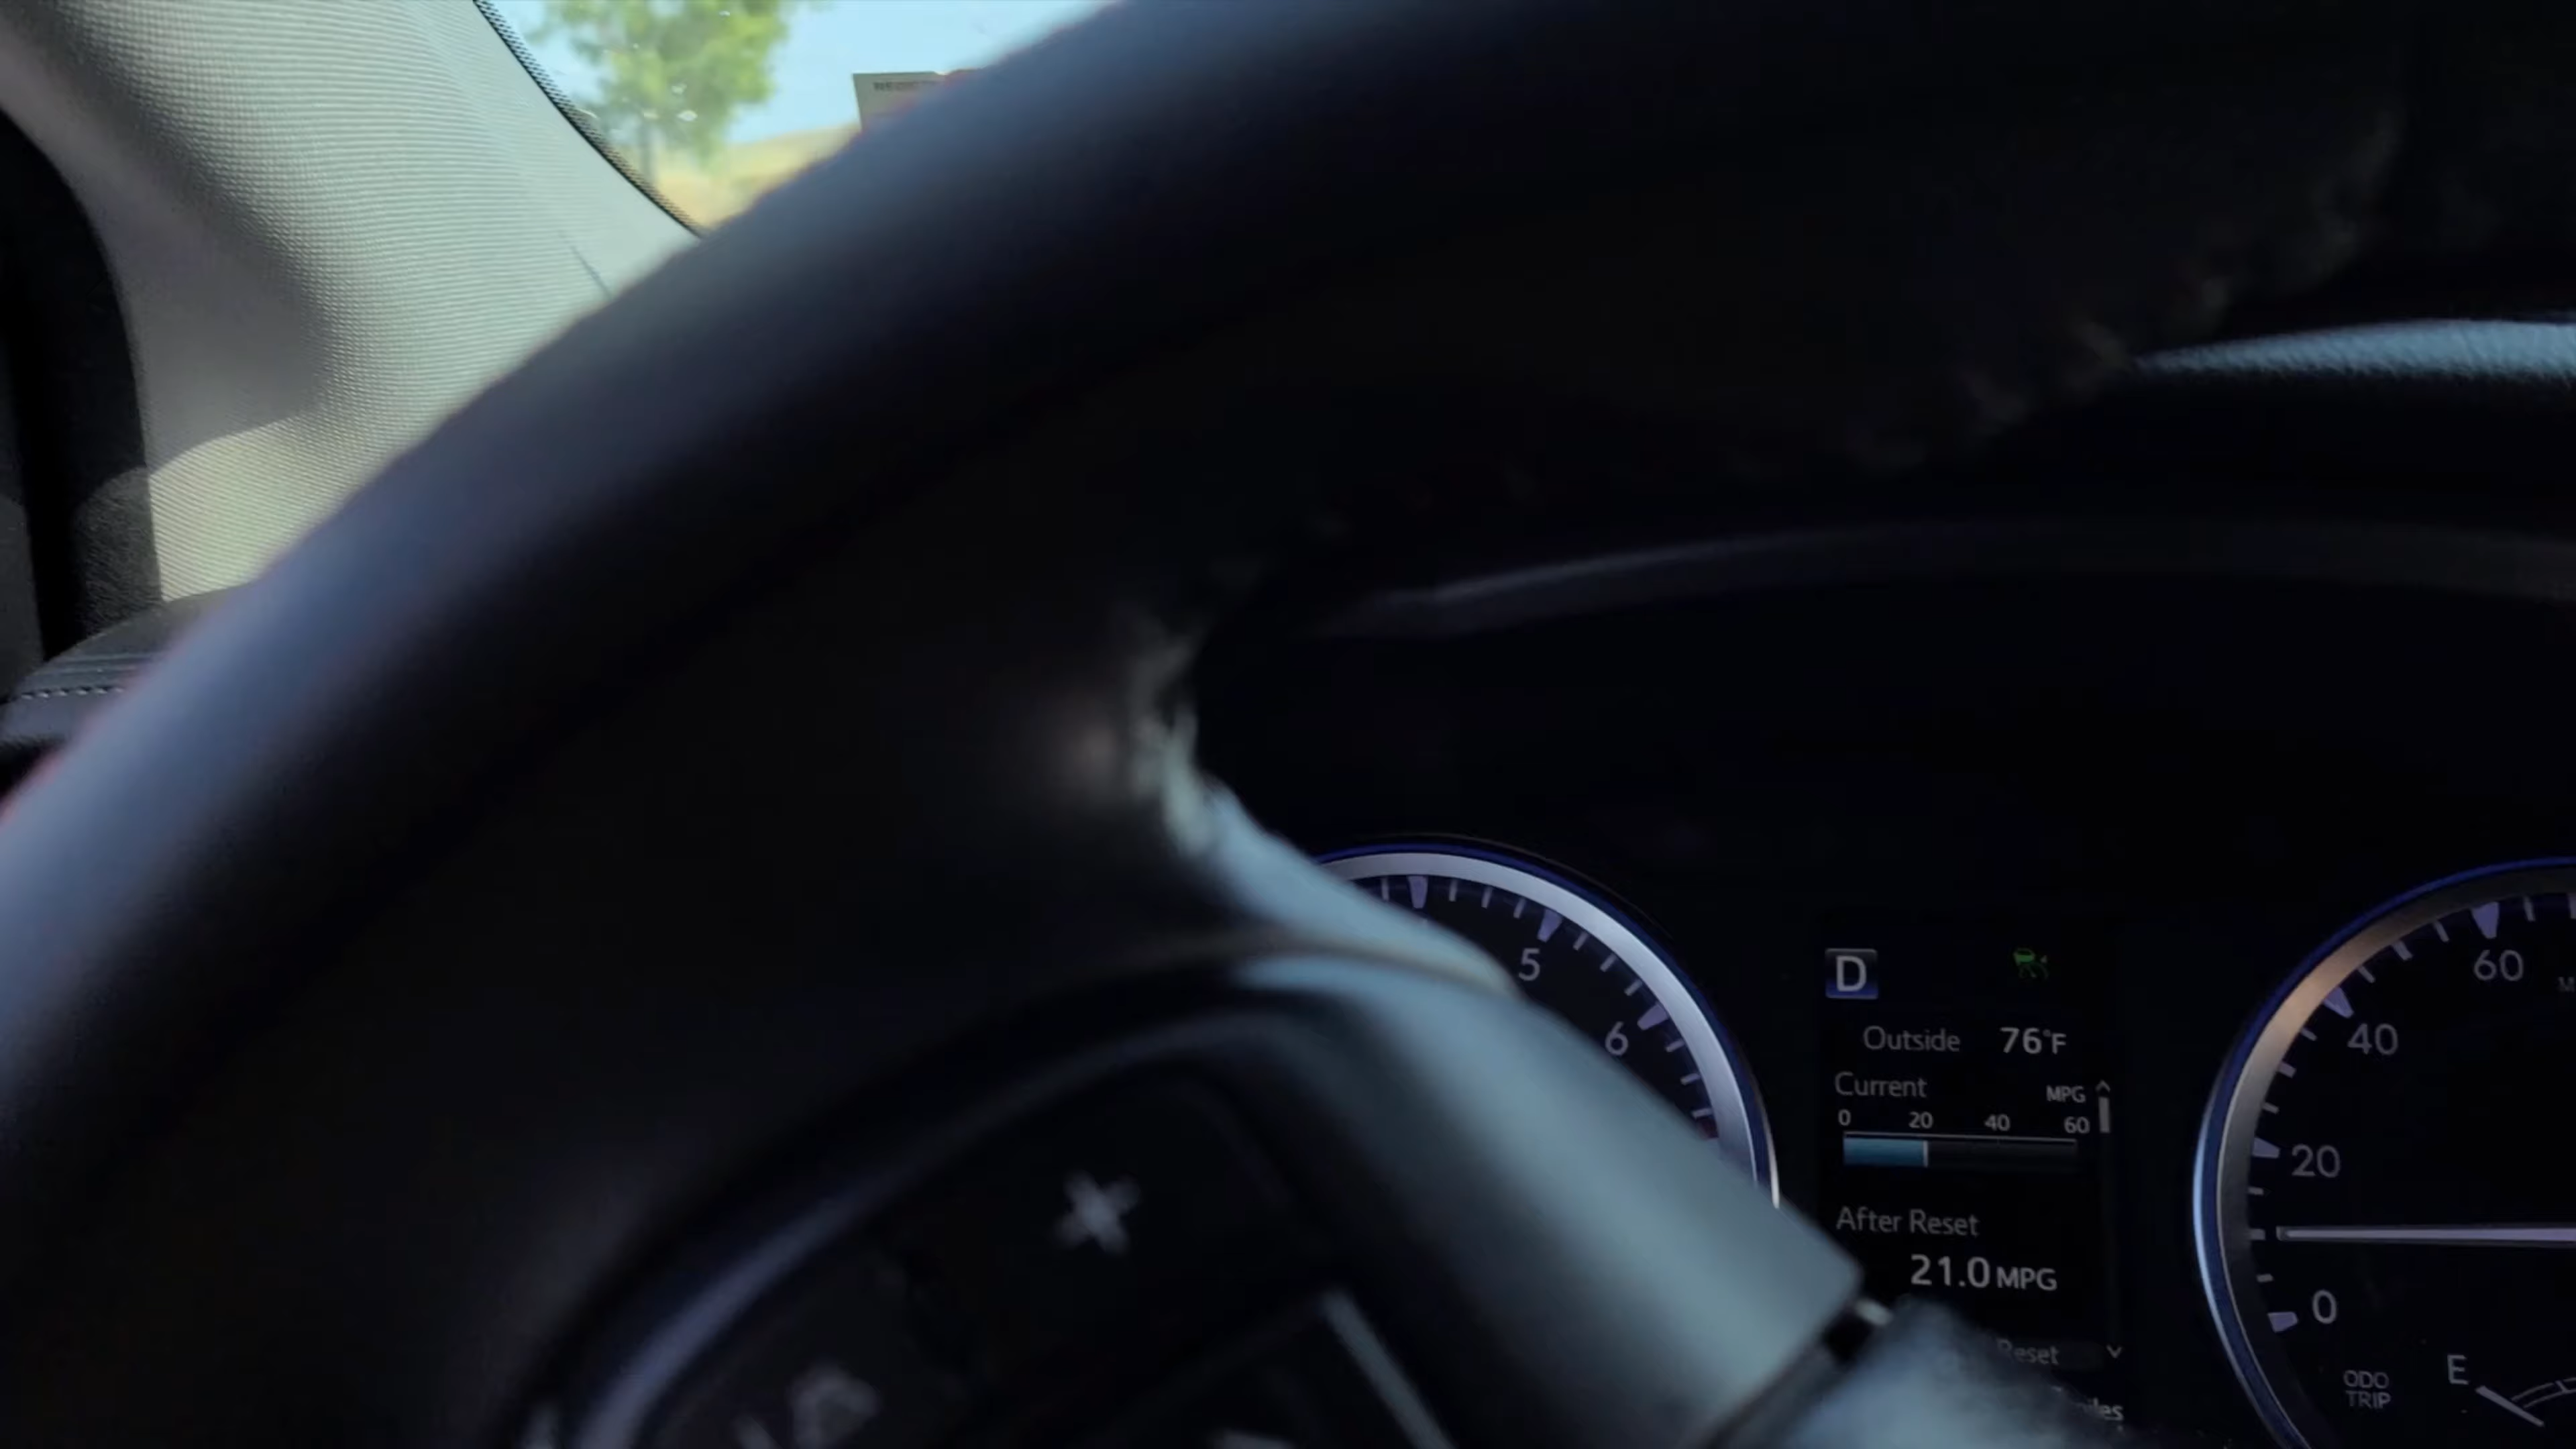 5
6
D
Outside 76°F
Current MPG
0 20 40 60
After Reset
21.0 MPG
Reset
60
40
20
0
ODO
TRIP
E